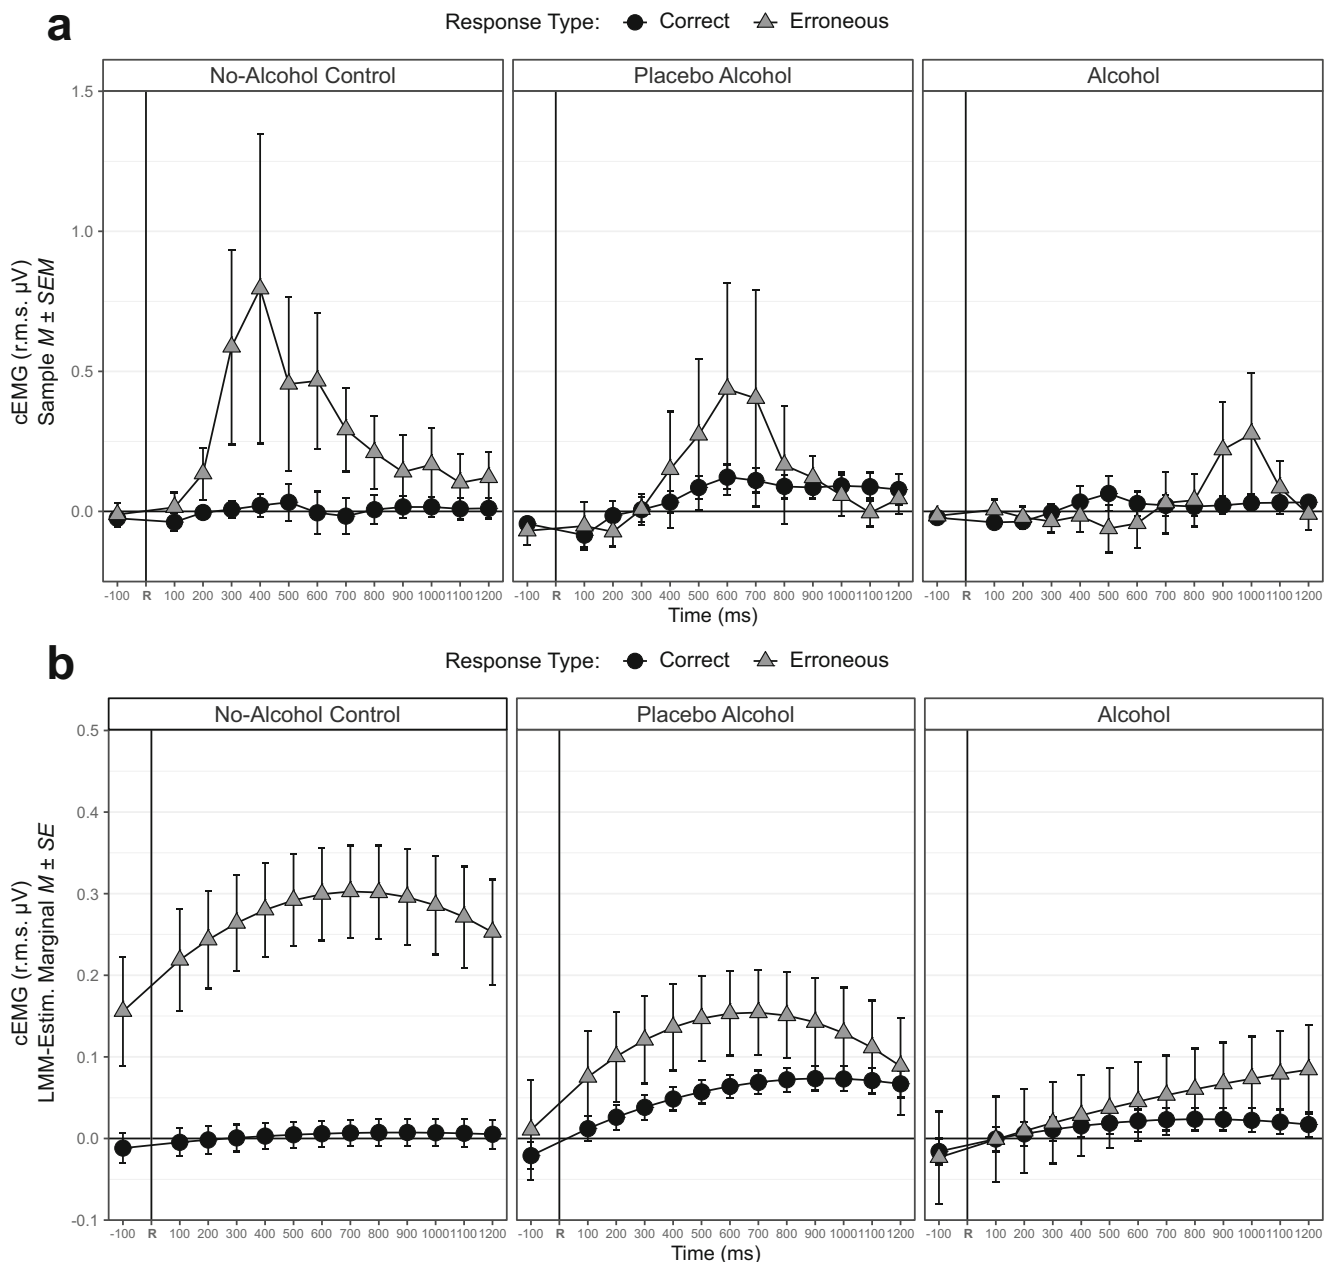 a
Response Type: Correct Erroneous
No-Alcohol Control Placebo Alcohol Alcohol
cEMG (r.m.s. µV)
Sample M ± SEM
1.5
1.0
0.5
0.0
-100 R 100 200 300 400 500 600 700 800 900 1000 1100 1200 -100 R 100 200 300 400 500 600 700 800 900 1000 1100 1200 -100 R 100 200 300 400 500 600 700 800 900 1000 1100 1200
Time (ms)
b
Response Type: Correct Erroneous
No-Alcohol Control Placebo Alcohol Alcohol
cEMG (r.m.s. µV)
LMM-Estim. Marginal M ± SE
0.5
0.4
0.3
0.2
0.1
0.0
-0.1
-100 R 100 200 300 400 500 600 700 800 900 1000 1100 1200 -100 R 100 200 300 400 500 600 700 800 900 1000 1100 1200 -100 R 100 200 300 400 500 600 700 800 900 1000 1100 1200
Time (ms)